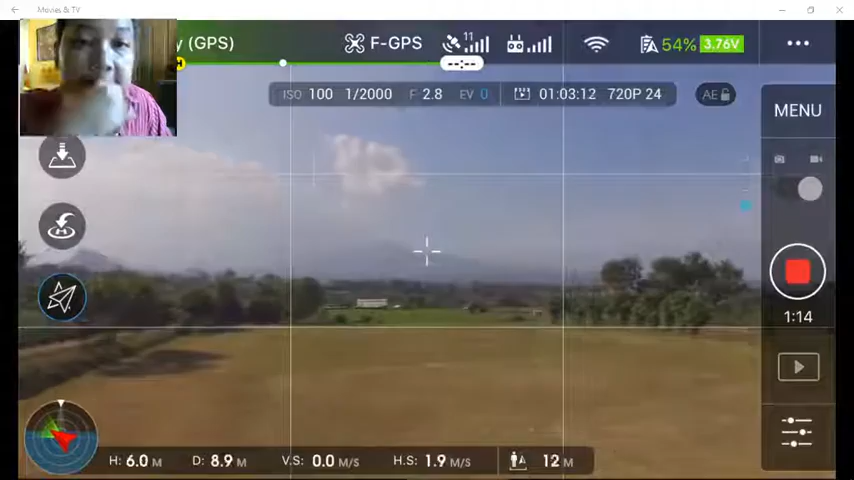 Movies & TV
y (GPS)
F-GPS
11
54% 3.76V
H
ISO 100 1/2000 F 2.8 EV 0 01:03:12 720P 24
AE
MENU
H
1:14
H: 6.0 M D: 8.9 M V.S: 0.0 M/S H.S: 1.9 M/S 12 M